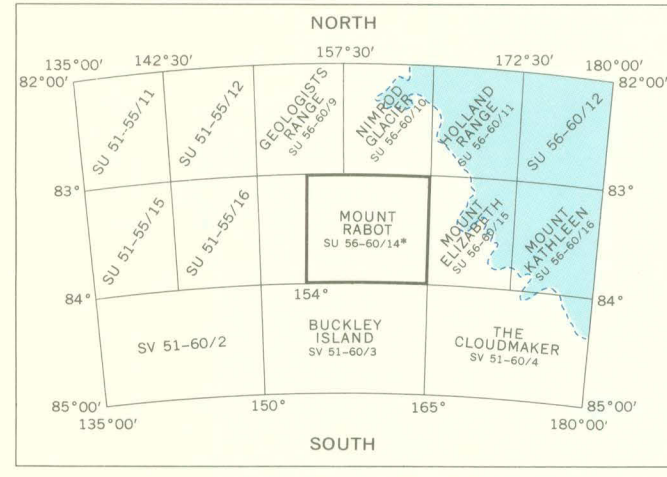 NORTH
135°00'
142°30'
157°30'
172°30'
180°00'
82°00'
82°00'
SU 51-55/11
SU 51-55/12
GEOLOGISTS
RANGE
SU 56-60/9
NIMROD
GLACIER
SU 56-60/10
HOLLAND
RANGE
SU 56-60/11
SU 56-60/12
83°
83°
SU 51-55/15
SU 51-55/16
MOUNT
RABOT
SU 56-60/14*
MOUNT
ELIZABETH
SU 56-60/15
MOUNT
KATHLEEN
SU 56-60/16
84°
154°
84°
SV 51-60/2
BUCKLEY
ISLAND
SV 51-60/3
THE
CLOUDMAKER
SV 51-60/4
85°00'
85°00'
135°00'
150°
165°
180°00'
SOUTH